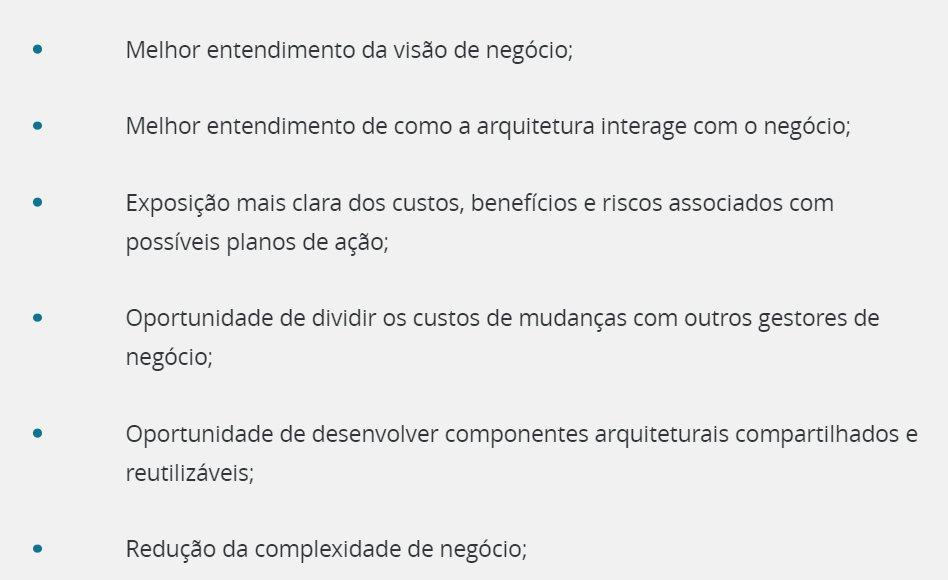 • Melhor entendimento da visão de negócio;
• Melhor entendimento de como a arquitetura interage com o negócio;
• Exposição mais clara dos custos, benefícios e riscos associados com
possíveis planos de ação;
• Oportunidade de dividir os custos de mudanças com outros gestores de
negócio;
• Oportunidade de desenvolver componentes arquiteturais compartilhados e
reutilizáveis;
• Redução da complexidade de negócio;